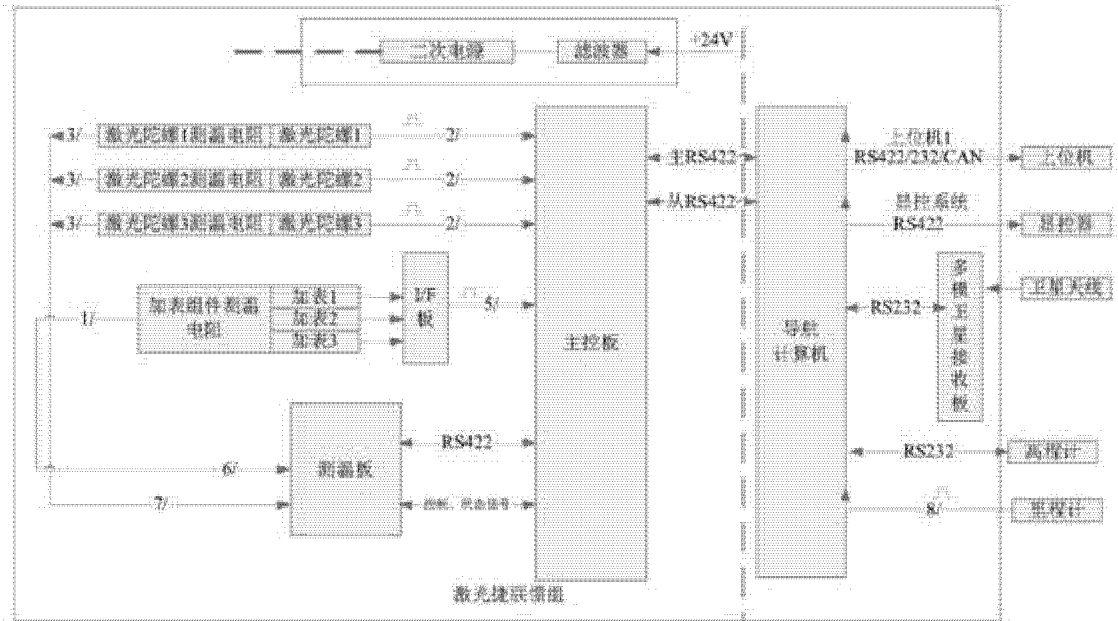 二次电源 滤波器 +24V
3/ 激光陀螺1测温电阻 激光陀螺1 2/
3/ 激光陀螺2测温电阻 激光陀螺2 2/
3/ 激光陀螺3测温电阻 激光陀螺3 2/
1/ 加表组件测温
电阻
加表1
加表2
加表3
I/F
板
5/
主控板
6/
7/
测温板
RS422
激光捷联惯组
主RS422
从RS422
导航
计算机
上位机1
RS422/232/CAN
上位机
显控系统
RS422
显控器
RS232
多
模
卫
星
接
收
板
卫星天线
RS232
高程计
8/
里程计